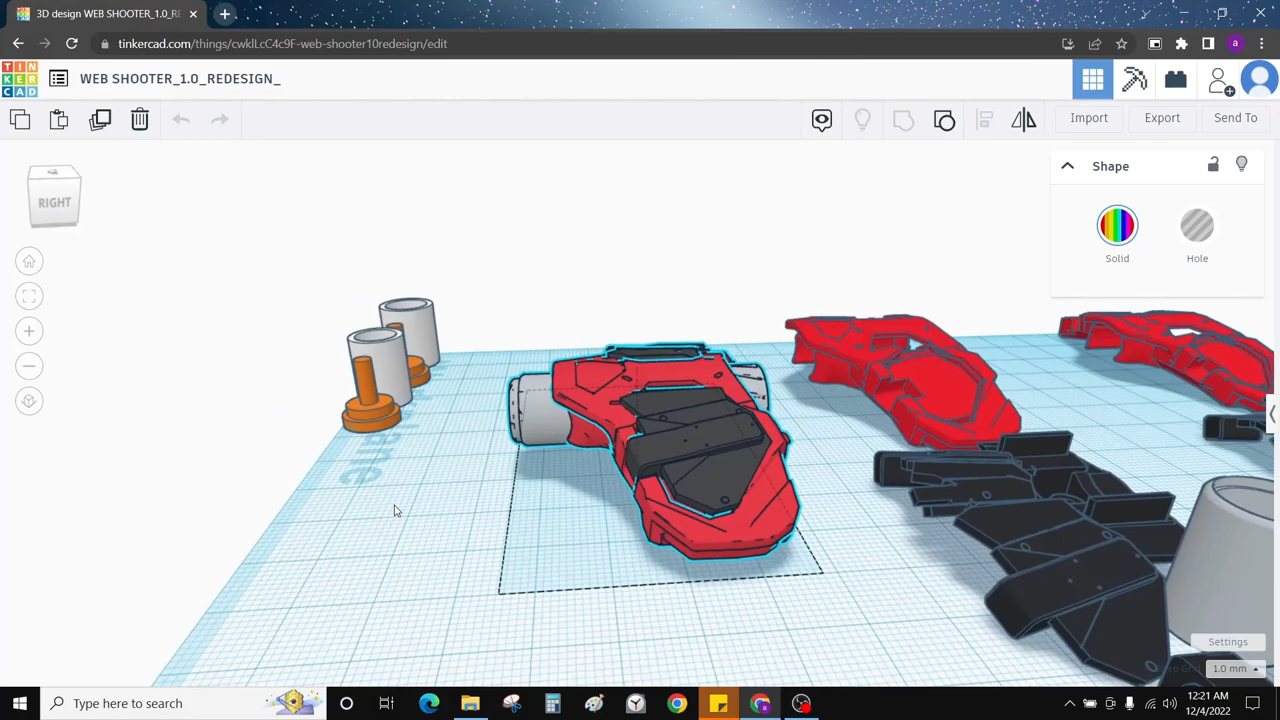 3D design WEB SHOOTER_1.0_RE
tinkercad.com/things/cwklLcC4c9F-web-shooter10redesign/edit
a
TIN
KER
CAD
WEB SHOOTER_1.0_REDESIGN_
Import
Export
Send To
Shape
RIGHT
Solid
Hole
Settings
1.0 mm
Type here to search
12:21 AM
12/4/2022